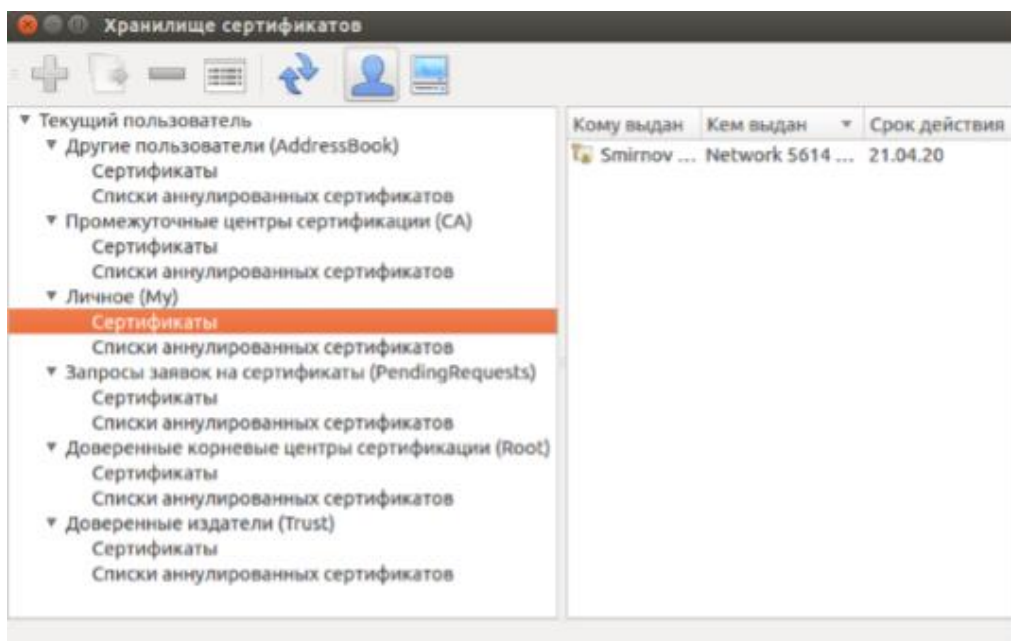 Хранилище сертификатов
Текущий пользователь
Другие пользователи (AddressBook)
Сертификаты
Списки аннулированных сертификатов
Промежуточные центры сертификации (CA)
Сертификаты
Списки аннулированных сертификатов
Личное (My)
Сертификаты
Списки аннулированных сертификатов
Запросы заявок на сертификаты (PendingRequests)
Сертификаты
Списки аннулированных сертификатов
Доверенные корневые центры сертификации (Root)
Сертификаты
Списки аннулированных сертификатов
Доверенные издатели (Trust)
Сертификаты
Списки аннулированных сертификатов
Кому выдан Кем выдан Срок действия
Smirnov ... Network 5614 ... 21.04.20